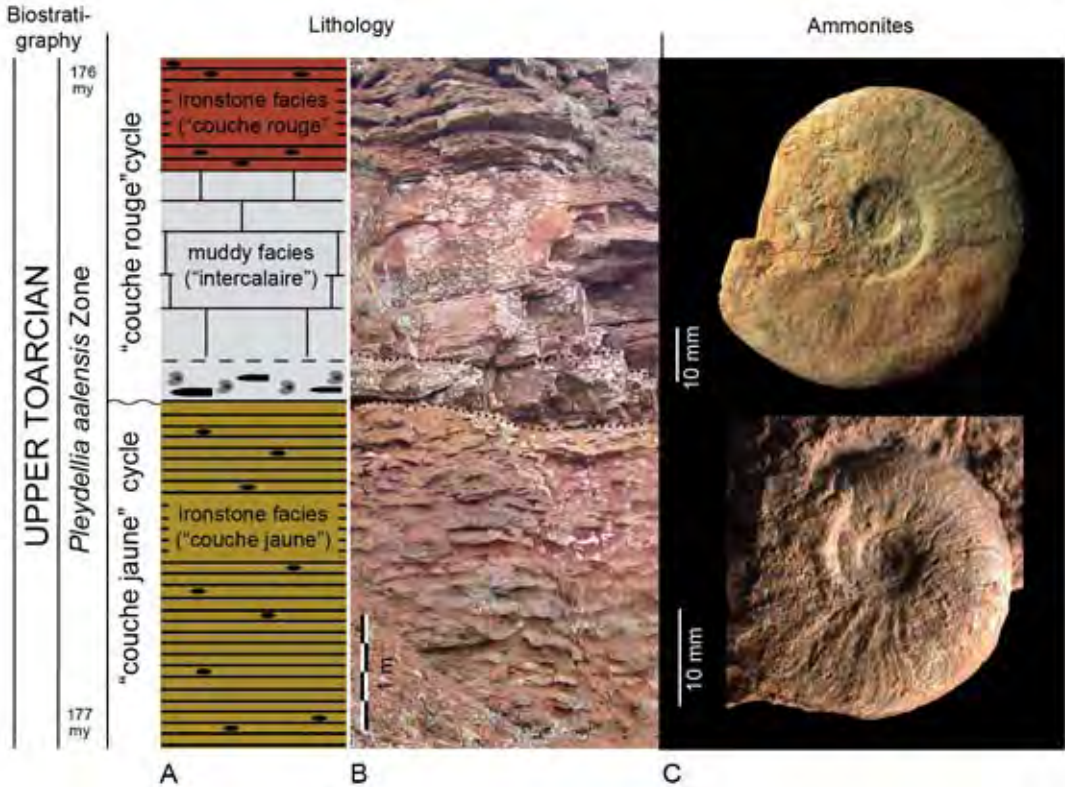 Biostrati-
graphy
Lithology
Ammonites
UPPER TOARCIAN
Pleydellia aalensis Zone
176
my
177
my
"couche rouge" cycle
"couche jaune" cycle
ironstone facies
("couche rouge"
muddy facies
("intercalaire")
ironstone facies
("couche jaune")
1 m
10 mm
10 mm
A
B
C